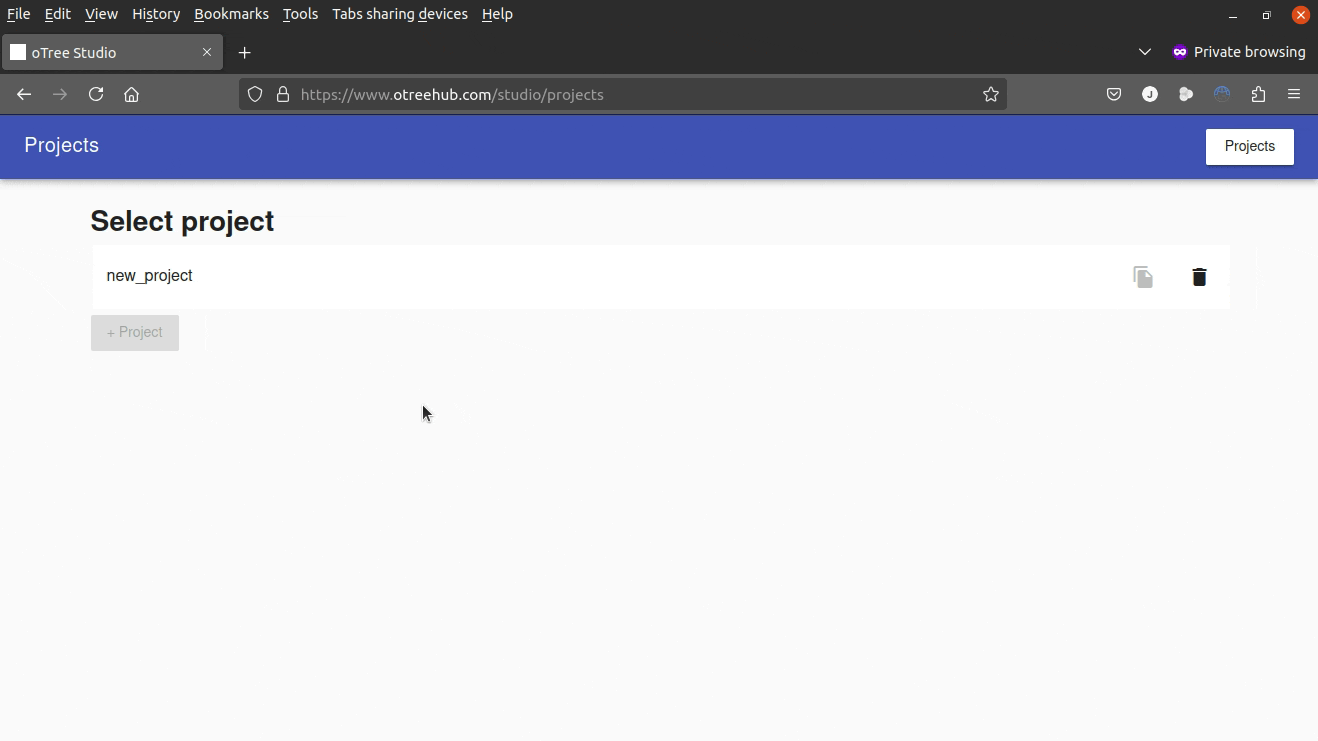 File Edit View History Bookmarks Tools Tabs sharing devices Help
oTree Studio
Private browsing
https://www.otreehub.com/studio/projects
J
Projects
Projects
Select project
new_project
+ Project